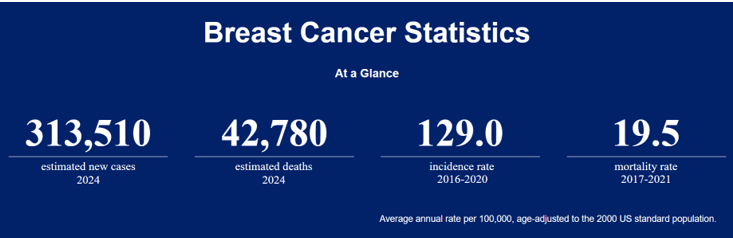 Breast Cancer Statistics
At a Glance
313,510
estimated new cases
2024
42,780
estimated deaths
2024
129.0
incidence rate
2016-2020
19.5
mortality rate
2017-2021
Average annual rate per 100,000, age-adjusted to the 2000 US standard population.